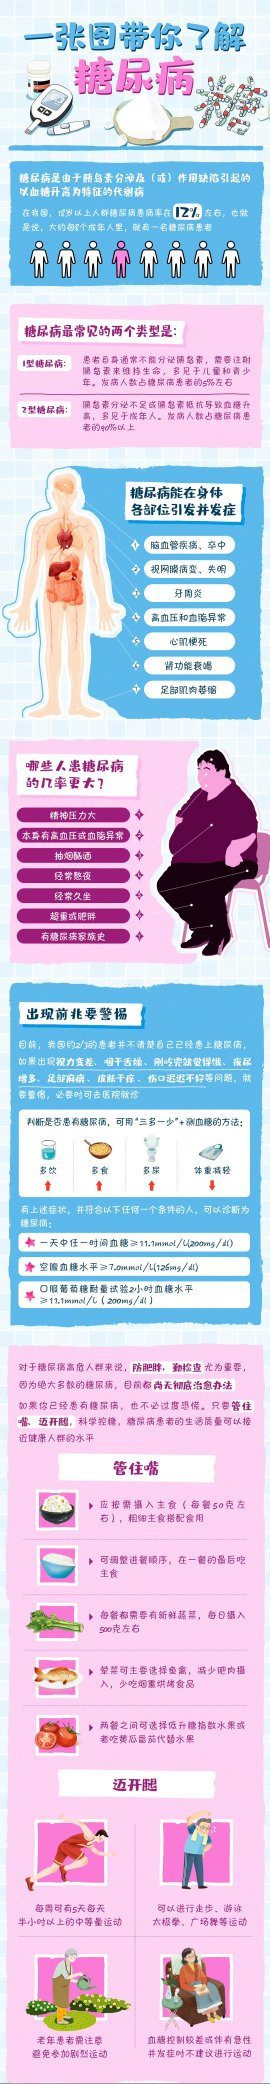 一张图带你了解
糖尿病
糖尿病是由于胰岛素分泌及（或）作用缺陷引起的
以血糖升高为特征的代谢病
在我国，18岁以上人群糖尿病患病率在12%左右，也就
是说，大约每8个成年人里，就有一名糖尿病患者
糖尿病最常见的两个类型是：
1型糖尿病：
患者自身通常不能分泌胰岛素，需要注射
胰岛素来维持生命，多见于儿童和青少
年。发病人数占糖尿病患者的5%左右
2型糖尿病：
胰岛素分泌不足或胰岛素抵抗导致血糖升
高，多见于成年人。发病人数占糖尿病患
者的90%以上
糖尿病能在身体
各部位引发并发症
1 脑血管疾病、卒中
2 视网膜病变、失明
3 牙周炎
4 高血压和血脂异常
5 心肌梗死
6 肾功能衰竭
7 足部肌肉萎缩
哪些人患糖尿病
的几率更大？
精神压力大
本身有高血压或血脂异常
抽烟酗酒
经常熬夜
经常久坐
超重或肥胖
有糖尿病家族史
出现前兆要警惕
目前，我国约2/3的患者并不清楚自己已经患上糖尿病，
如果出现视力变差、咽干舌燥、刚吃完就觉得饿、夜尿
增多、足部麻痛、皮肤干痒、伤口迟迟不好等问题，就
要警惕，必要时可去医院就诊
判断是否患有糖尿病，可用“三多一少”+测血糖的方法：
多饮 多食 多尿 体重减轻
有上述症状，并符合以下任何一个条件的人，可以诊断为
糖尿病：
一天中任一时间血糖≥11.1mmol/L(200mg/dl)
空腹血糖水平≥7.0mmol/L(126mg/dl)
口服葡萄糖耐量试验2小时血糖水平
≥11.1mmol/L（200mg/dl）
对于糖尿病高危人群来说，防肥胖，勤检查尤为重要，
因为绝大多数的糖尿病，目前都尚无彻底治愈办法
如果你已经患有糖尿病，也不必过度恐慌。只要管住
嘴、迈开腿，科学控糖，糖尿病患者的生活质量可以接
近健康人群的水平
管住嘴
应按需摄入主食（每餐50克左
右），粗细主食搭配食用
可调整进餐顺序，在一餐的最后吃
主食
每餐都需要有新鲜蔬菜，每日摄入
500克左右
荤菜可主要选择鱼禽，减少肥肉摄
入，少吃烟熏烘烤食品
两餐之间可选择低升糖指数水果或
者吃黄瓜番茄代替水果
迈开腿
每周可有5天每天
半小时以上的中等量运动
可以进行走步、游泳
太极拳、广场舞等运动
老年患者需注意
避免参加剧烈运动
血糖控制较差或伴有急性
并发症时不建议进行运动